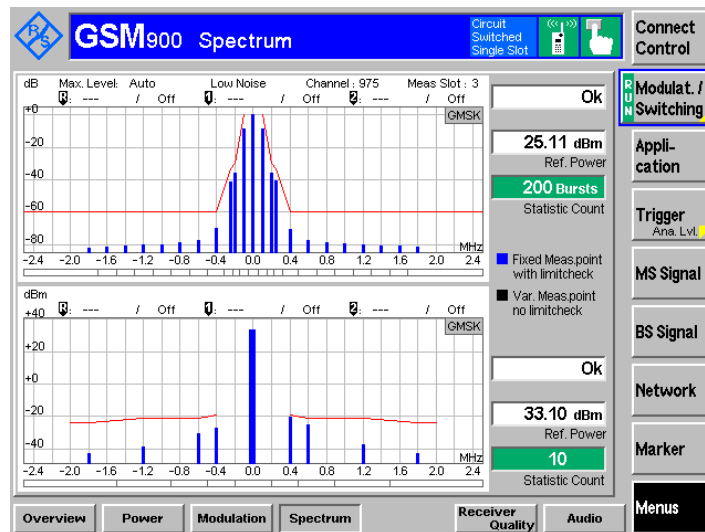 R&S
GSM900 Spectrum
Circuit
Switched
Single Slot
Connect
Control
dB Max. Level: Auto Low Noise Channel : 975 Meas Slot : 3
R: --- / Off 1: --- / Off 2: --- / Off
GMSK
+0
-20
-40
-60
-80
MHz
-2.4 -2.0 -1.6 -1.2 -0.8 -0.4 0.0 0.4 0.8 1.2 1.6 2.0 2.4
Ok
25.11 dBm
Ref. Power
200 Bursts
Statistic Count
Fixed Meas.point
with limitcheck
Var. Meas.point
no limitcheck
dBm
R: --- / Off 1: --- / Off 2: --- / Off
GMSK
+40
+20
+0
-20
-40
MHz
-2.4 -2.0 -1.6 -1.2 -0.8 -0.4 0.0 0.4 0.8 1.2 1.6 2.0 2.4
Ok
33.10 dBm
Ref. Power
10
Statistic Count
RUN
Modulat. /
Switching
Appli-
cation
Trigger
Ana. Lvl.
MS Signal
BS Signal
Network
Marker
Menus
Overview Power Modulation Spectrum Receiver
Quality Audio